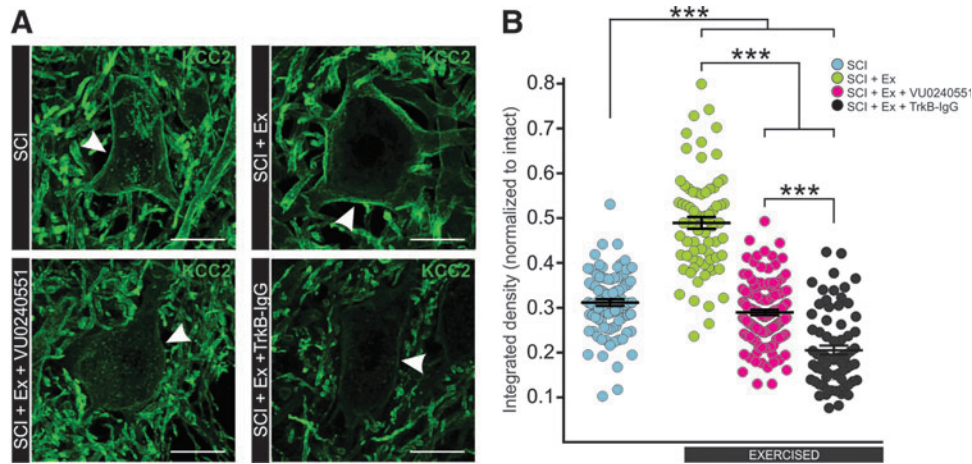 A
SCI
KCC2
SCI + Ex
KCC2
SCI + Ex + VU0240551
KCC2
SCI + Ex +TrkB-IgG
KCC2
B
***
***
***
SCI
SCI + Ex
SCI + Ex + VU0240551
SCI + Ex + TrkB-IgG
Integrated density (normalized to intact)
0.8
0.7
0.6
0.5
0.4
0.3
0.2
0.1
EXERCISED